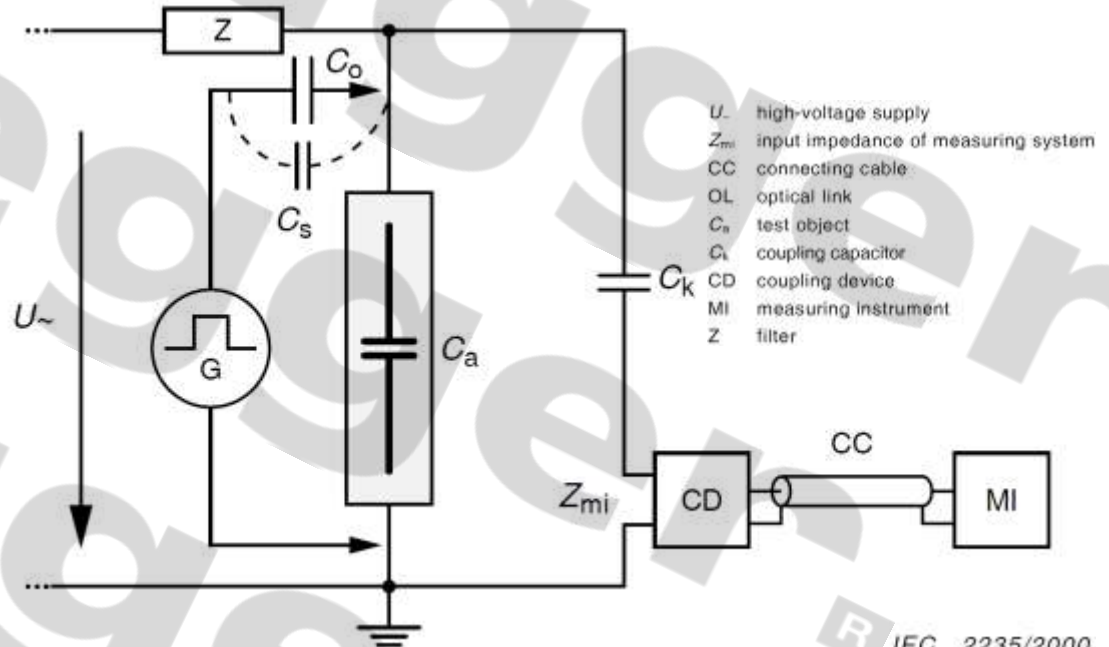 Z
C₀
Cₛ
U~
G
Cₐ
Cₖ
U~ high-voltage supply
Zₘᵢ input impedance of measuring system
CC connecting cable
OL optical link
Cₐ test object
Cₖ coupling capacitor
CD coupling device
MI measuring instrument
Z filter
CC
Zₘᵢ
CD
MI
IEC 2235/2000
®